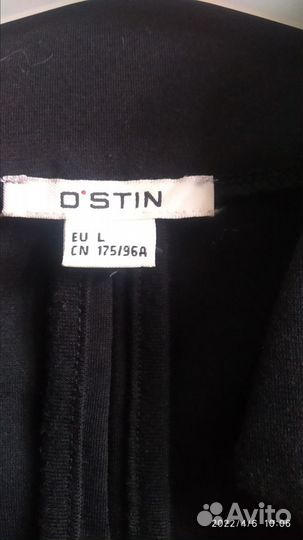 O'STIN
EU L
CN 175/96A
2022/4/6 10:06
Avito